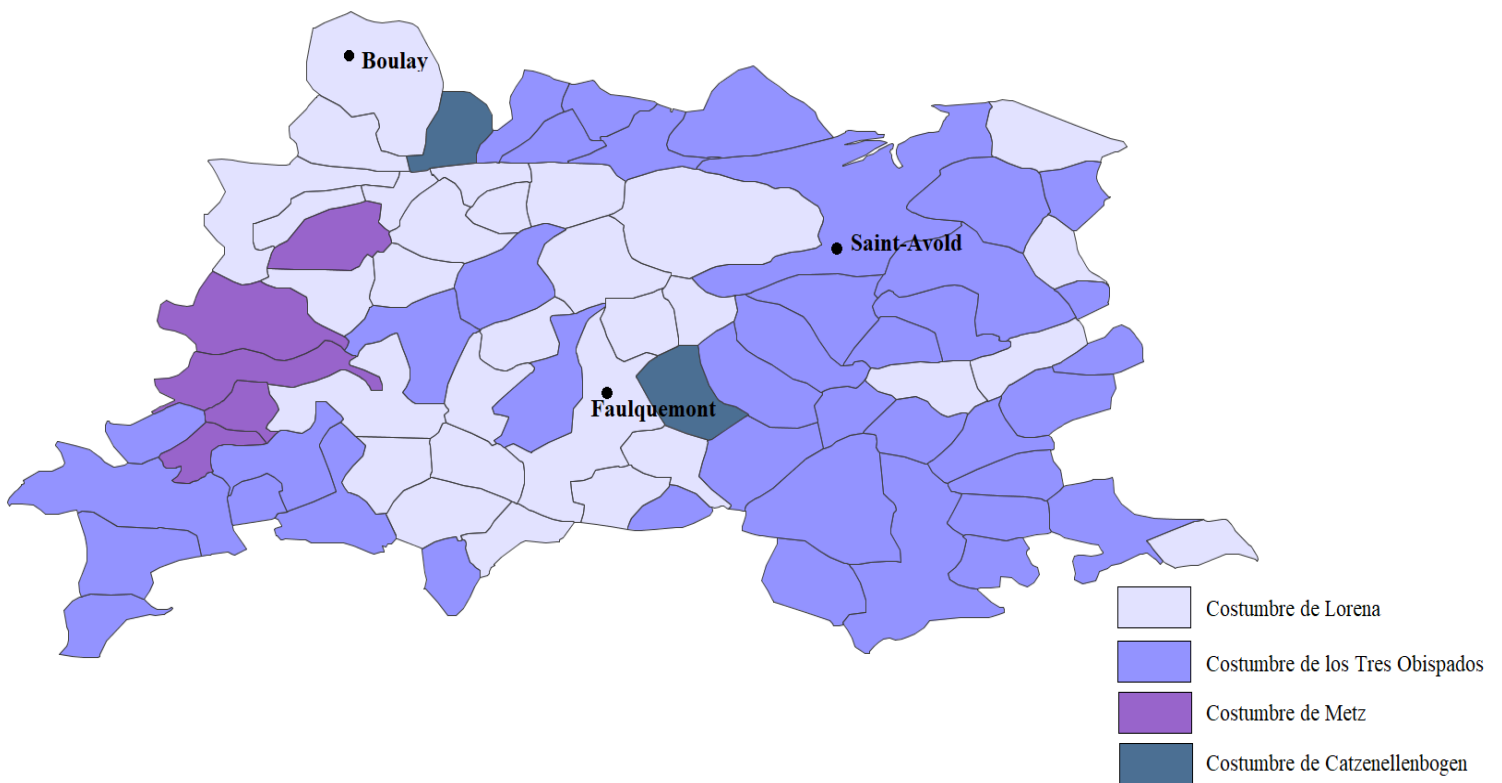 Boulay
Saint-Avold
Faulquemont
Costumbre de Lorena
Costumbre de los Tres Obispados
Costumbre de Metz
Costumbre de Catzenellenbogen